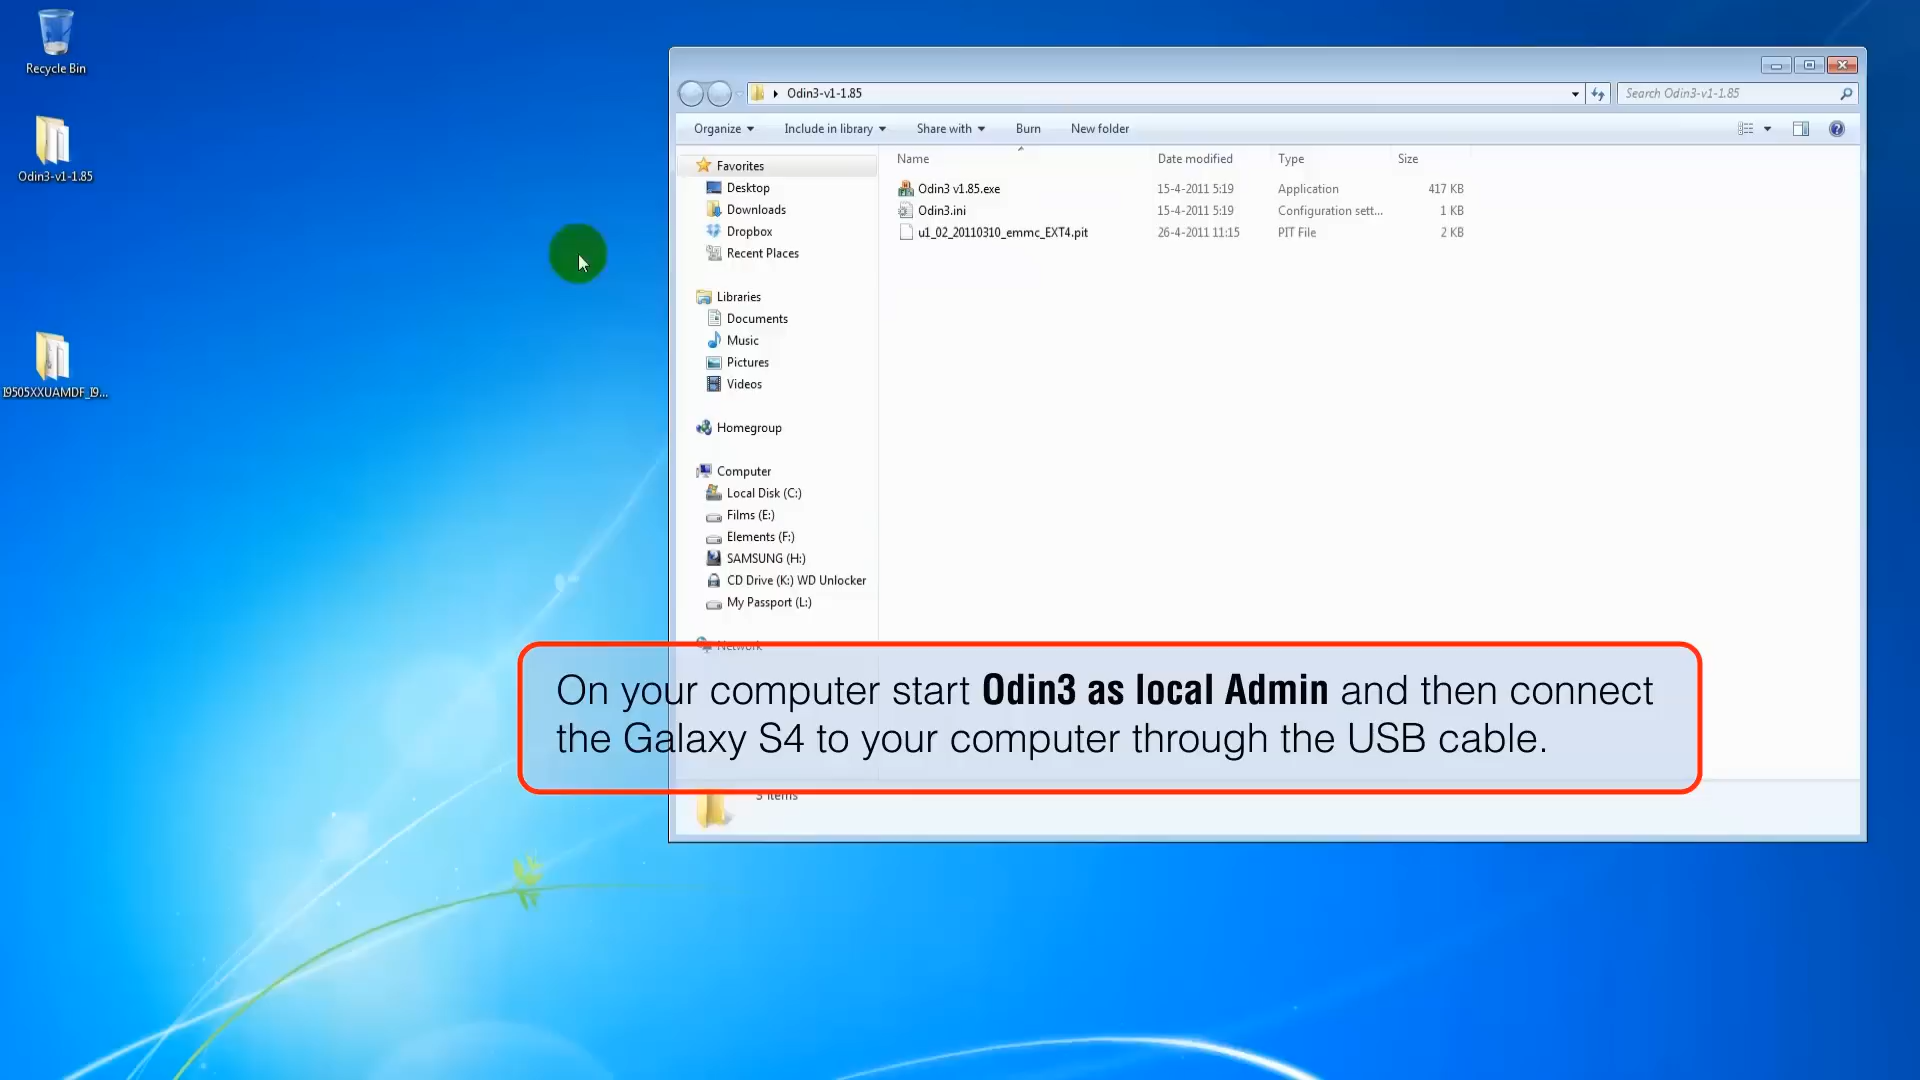 Recycle Bin
Odin3-v1-1.85
I9505XXUAMDF_I9...
Odin3-v1-1.85
Search Odin3-v1-1.85
Organize Include in library Share with Burn New folder
Name Date modified Type Size
Favorites
Desktop
Downloads
Dropbox
Recent Places
Libraries
Documents
Music
Pictures
Videos
Homegroup
Computer
Local Disk (C:)
Films (E:)
Elements (F:)
SAMSUNG (H:)
CD Drive (K:) WD Unlocker
My Passport (L:)
Network
Odin3 v1.85.exe 15-4-2011 5:19 Application 417 KB
Odin3.ini 15-4-2011 5:19 Configuration sett... 1 KB
u1_02_20110310_emmc_EXT4.pit 26-4-2011 11:15 PIT File 2 KB
On your computer start Odin3 as local Admin and then connect
the Galaxy S4 to your computer through the USB cable.
3 items